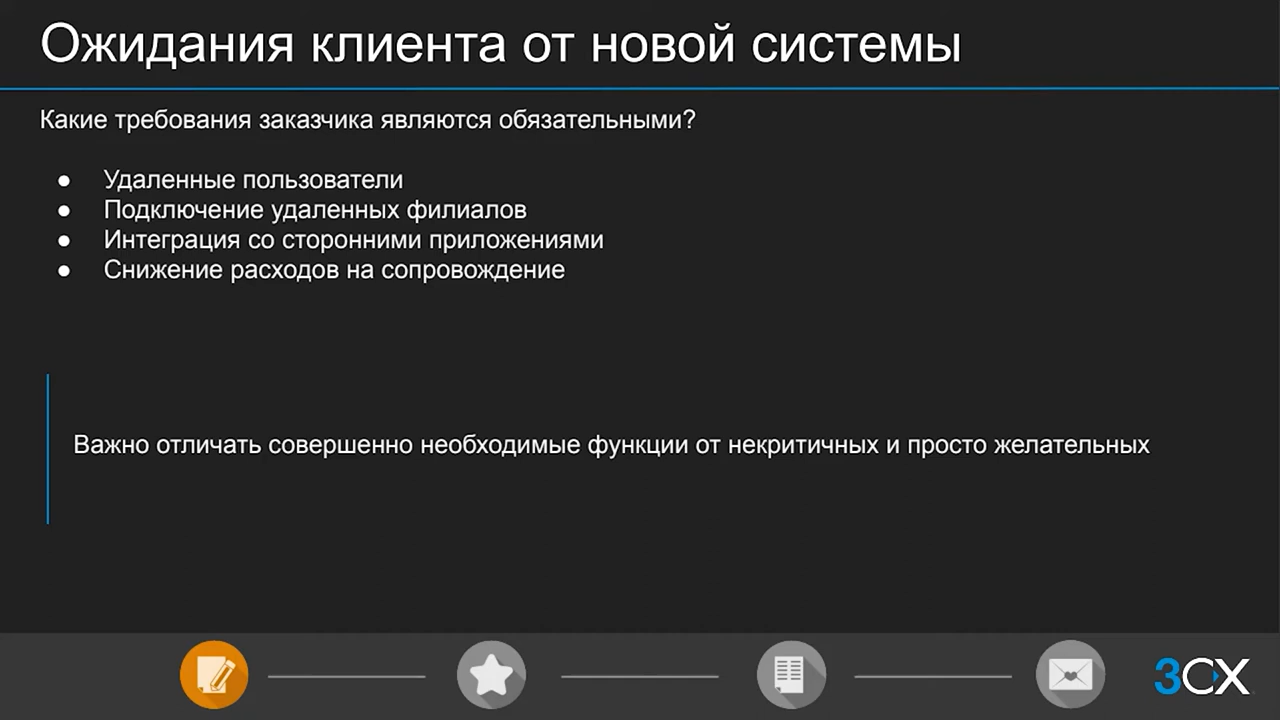 Ожидания клиента от новой системы
Какие требования заказчика являются обязательными?
● Удаленные пользователи
● Подключение удаленных филиалов
● Интеграция со сторонними приложениями
● Снижение расходов на сопровождение
Важно отличать совершенно необходимые функции от некритичных и просто желательных
3CX